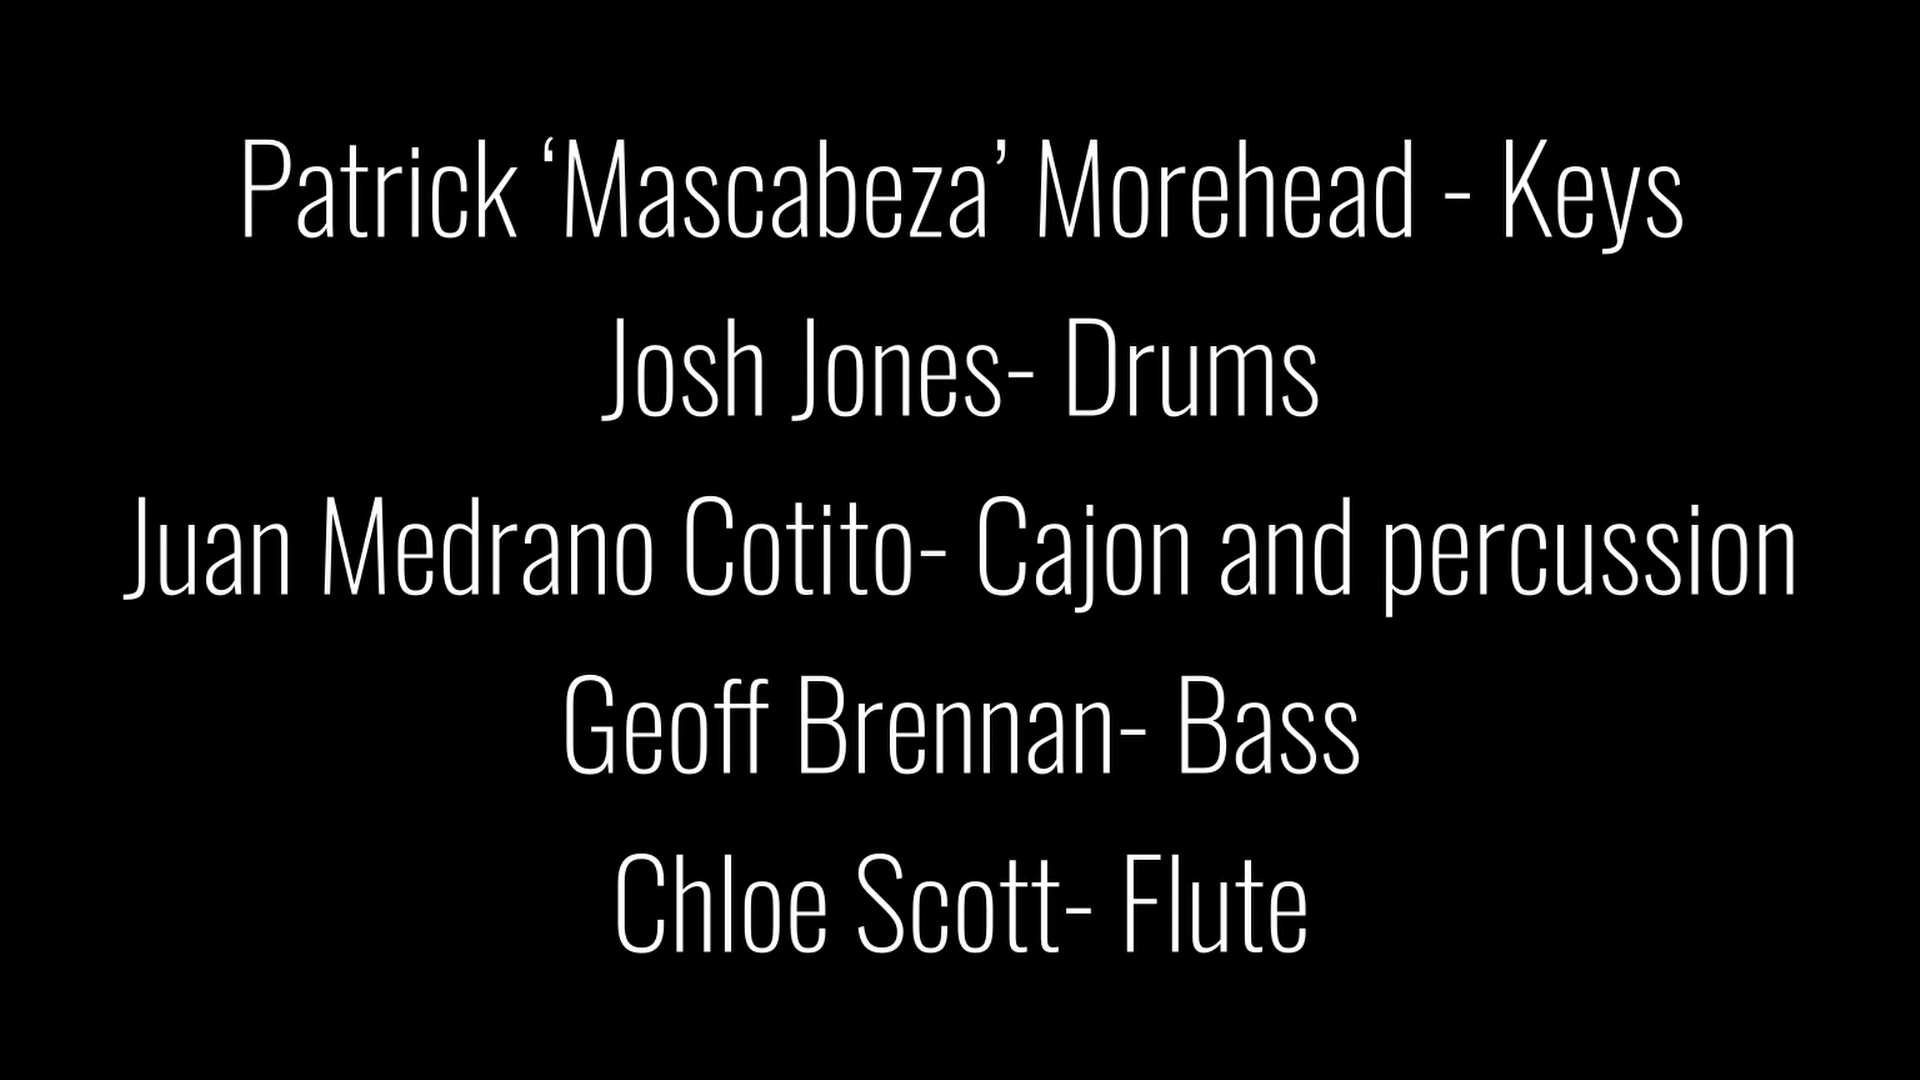 Patrick ‘Mascabeza’ Morehead - Keys
Josh Jones- Drums
Juan Medrano Cotito- Cajon and percussion
Geoff Brennan- Bass
Chloe Scott- Flute